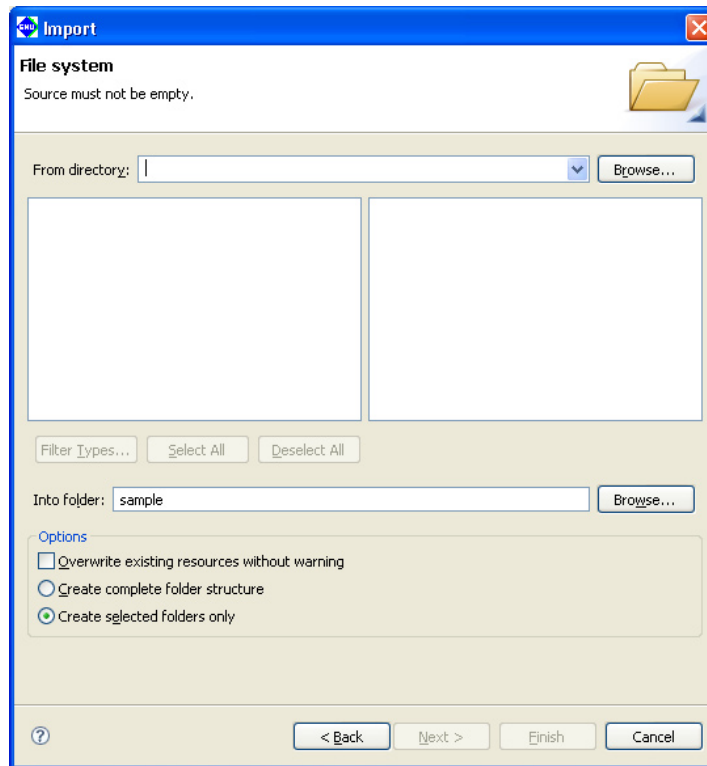 GNU Import
File system
Source must not be empty.
From directory: Browse...
Filter Types... Select All Deselect All
Into folder: sample Browse...
Options
Overwrite existing resources without warning
Create complete folder structure
Create selected folders only
? < Back Next > Finish Cancel